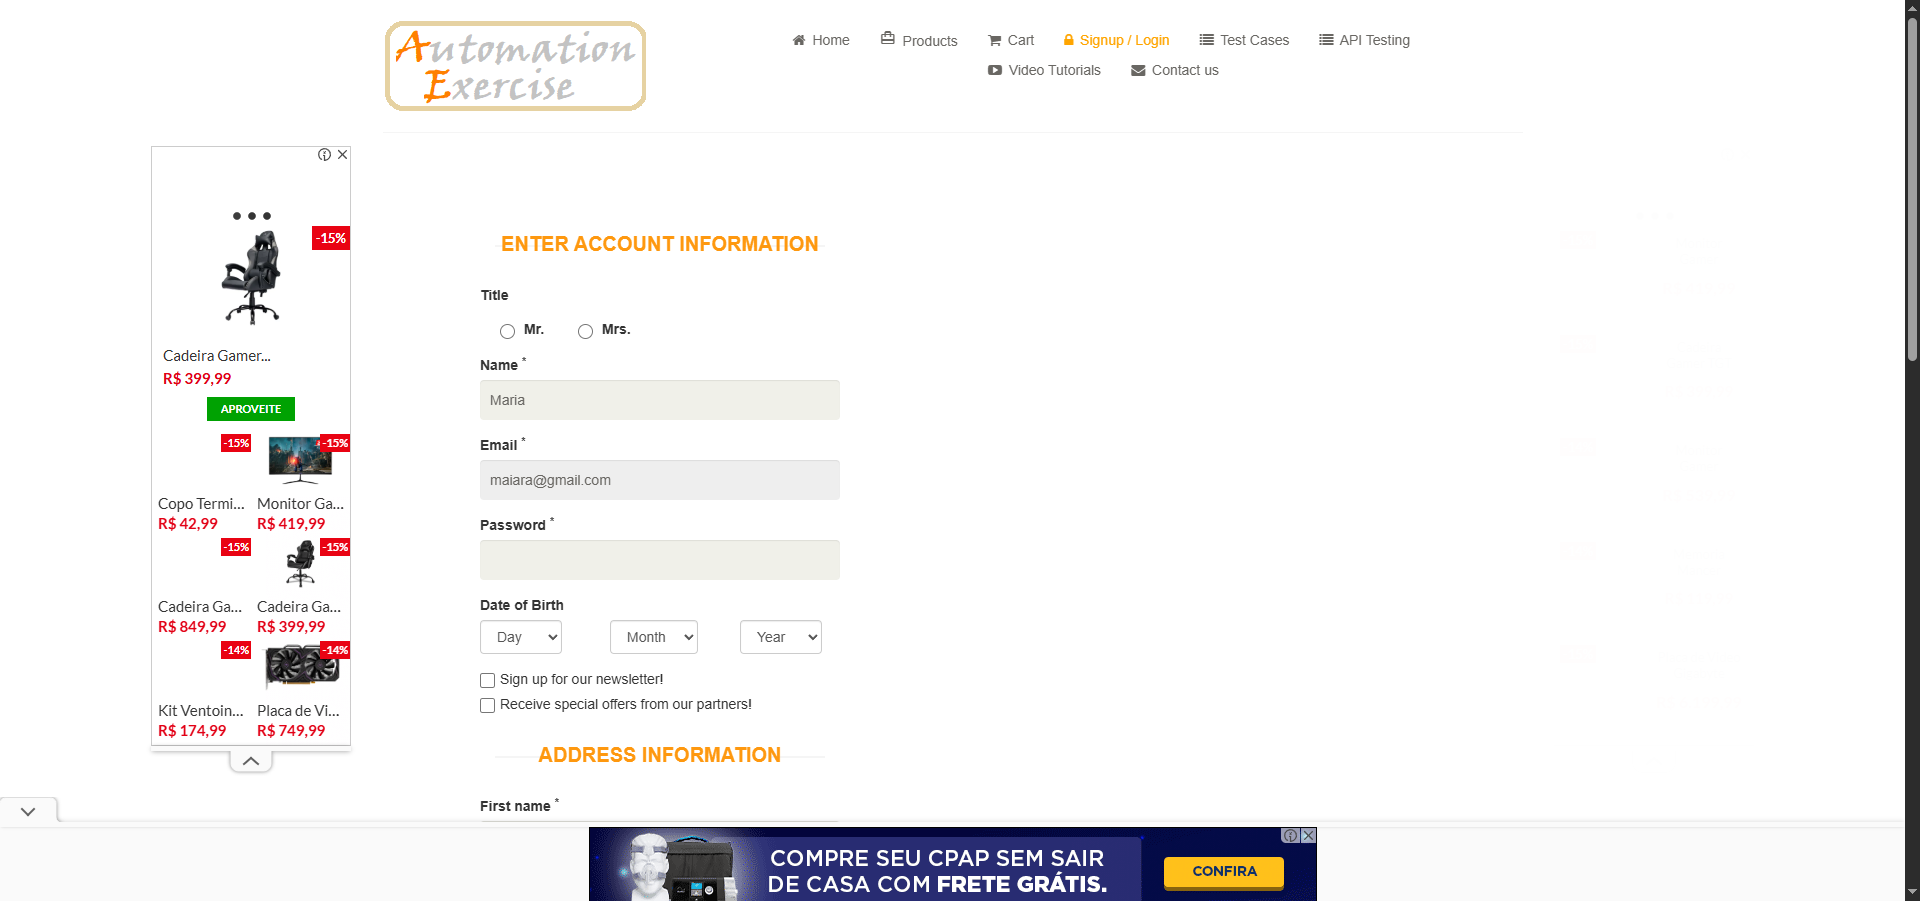 Automation
Exercise
Home
Products
Cart
Signup / Login
Test Cases
API Testing
Video Tutorials
Contact us
-15%
Cadeira Gamer...
R$ 399,99
APROVEITE
-15%
-15%
Copo Termi...
Monitor Ga...
R$ 42,99
R$ 419,99
-15%
-15%
Cadeira Ga...
Cadeira Ga...
R$ 849,99
R$ 399,99
-14%
-14%
Kit Ventoin...
Placa de Vi...
R$ 174,99
R$ 749,99
ENTER ACCOUNT INFORMATION
Title
Mr.
Mrs.
Name *
Maria
Email *
maiara@gmail.com
Password *
Date of Birth
Day
Month
Year
Sign up for our newsletter!
Receive special offers from our partners!
ADDRESS INFORMATION
First name *
COMPRE SEU CPAP SEM SAIR
DE CASA COM FRETE GRÁTIS.
CONFIRA